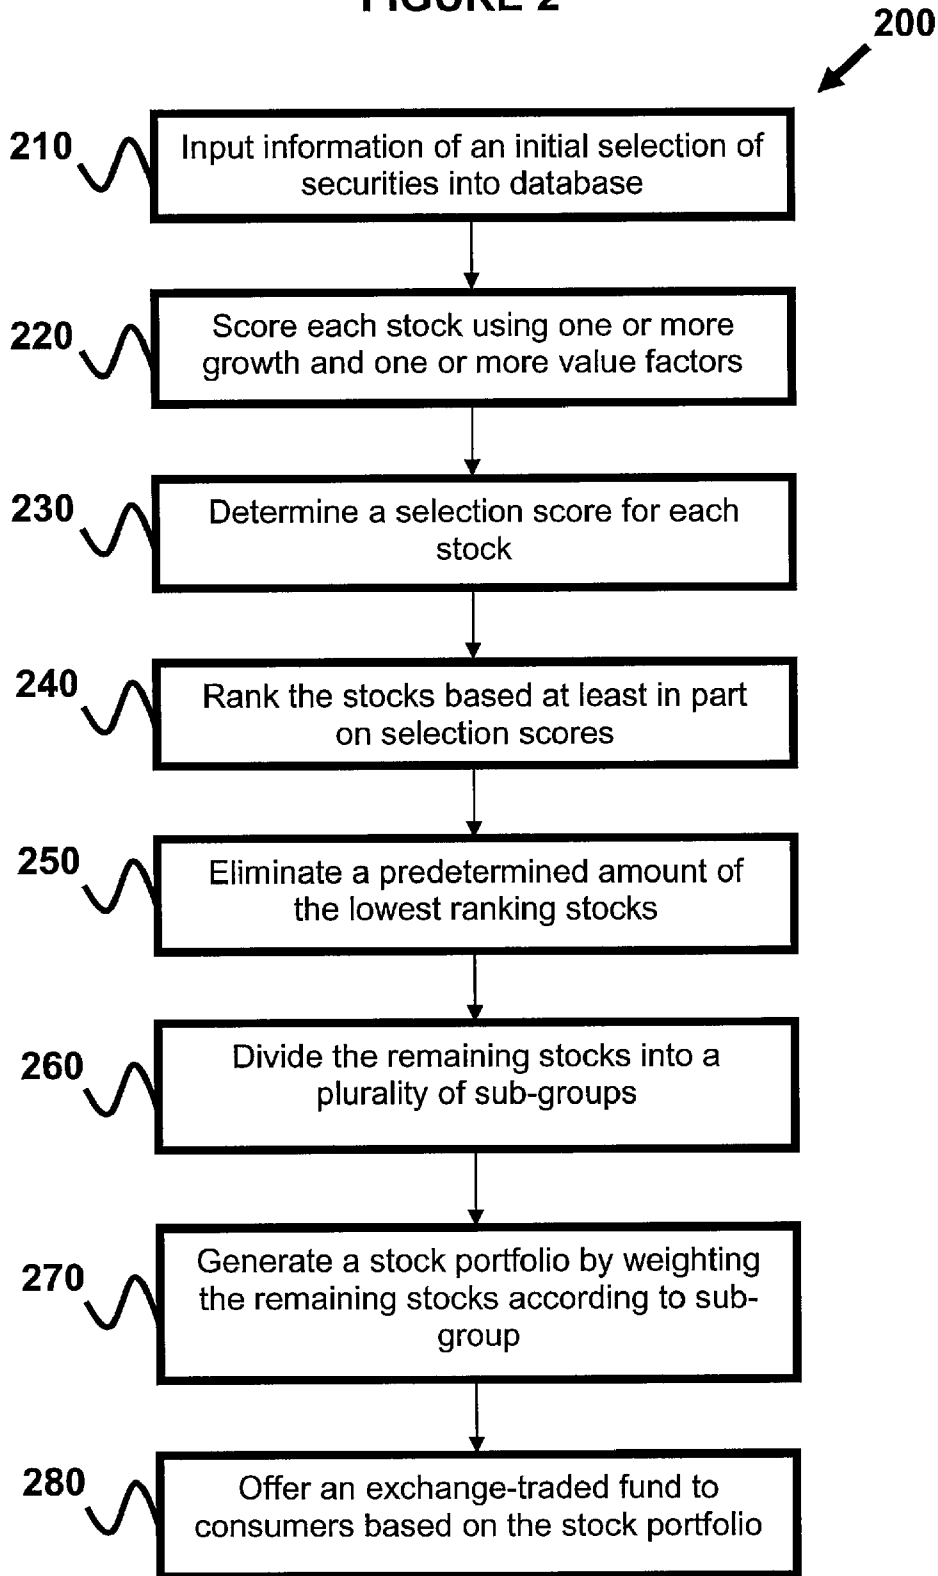 FIGURE 2
200
210
Input information of an initial selection of
securities into database
220
Score each stock using one or more
growth and one or more value factors
230
Determine a selection score for each
stock
240
Rank the stocks based at least in part
on selection scores
250
Eliminate a predetermined amount of
the lowest ranking stocks
260
Divide the remaining stocks into a
plurality of sub-groups
270
Generate a stock portfolio by weighting
the remaining stocks according to sub-
group
280
Offer an exchange-traded fund to
consumers based on the stock portfolio